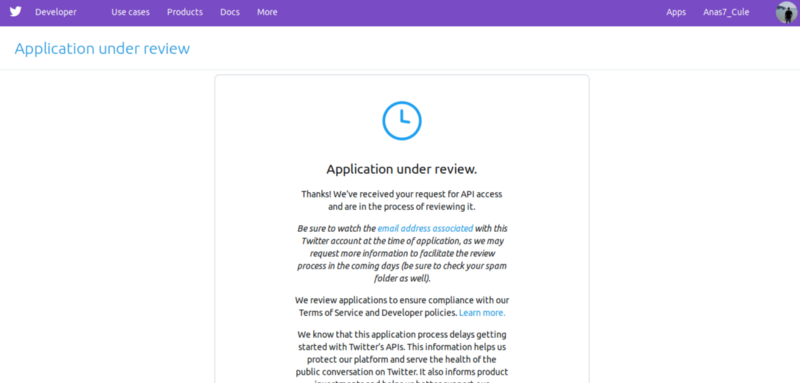 Developer Use cases Products Docs More Apps Anas7_Cule
Application under review
Application under review.
Thanks! We've received your request for API access
and are in the process of reviewing it.
Be sure to watch the email address associated with this
Twitter account at the time of application, as we may
request more information to facilitate the review
process in the coming days (be sure to check your spam
folder as well).
We review applications to ensure compliance with our
Terms of Service and Developer policies. Learn more.
We know that this application process delays getting
started with Twitter's APIs. This information helps us
protect our platform and serve the health of the
public conversation on Twitter. It also informs product